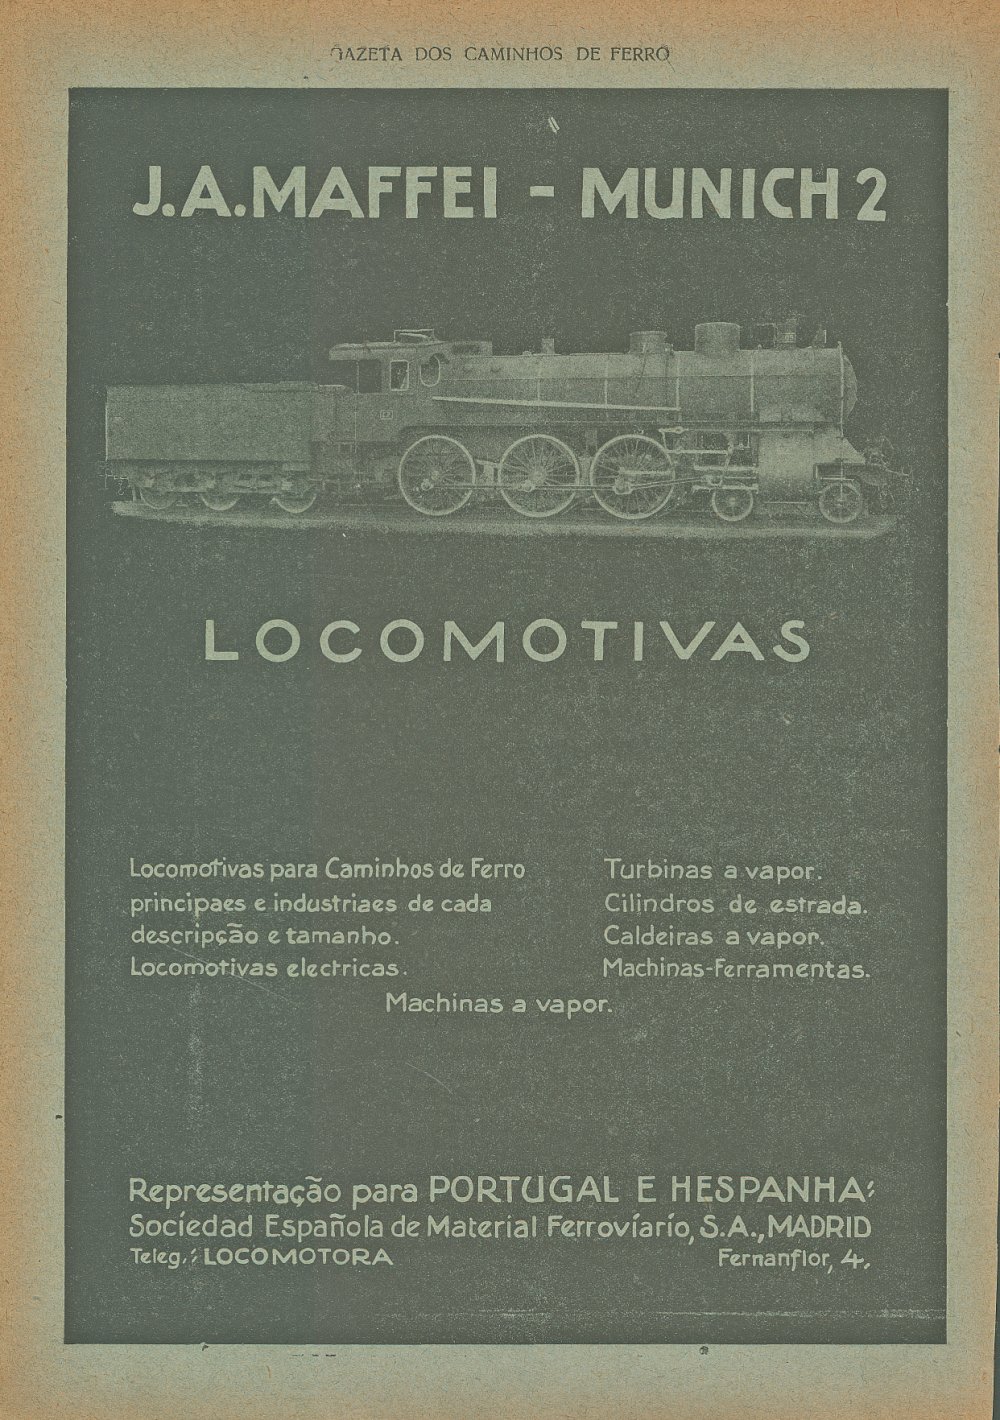 GAZETA DOS CAMINHOS DE FERRO
J.A.MAFFEI - MUNICH 2
LOCOMOTIVAS
Locomotivas para Caminhos de Ferro
principaes e industriaes de cada
descripção e tamanho.
Locomotivas electricas.
Turbinas a vapor.
Cilindros de estrada.
Caldeiras a vapor.
Machinas-Ferramentas.
Machinas a vapor.
Representação para PORTUGAL E HESPANHA:
Sociedad Española de Material Ferrovíarío, S.A., MADRID
Teleg.: LOCOMOTORA
Fernanflor, 4.